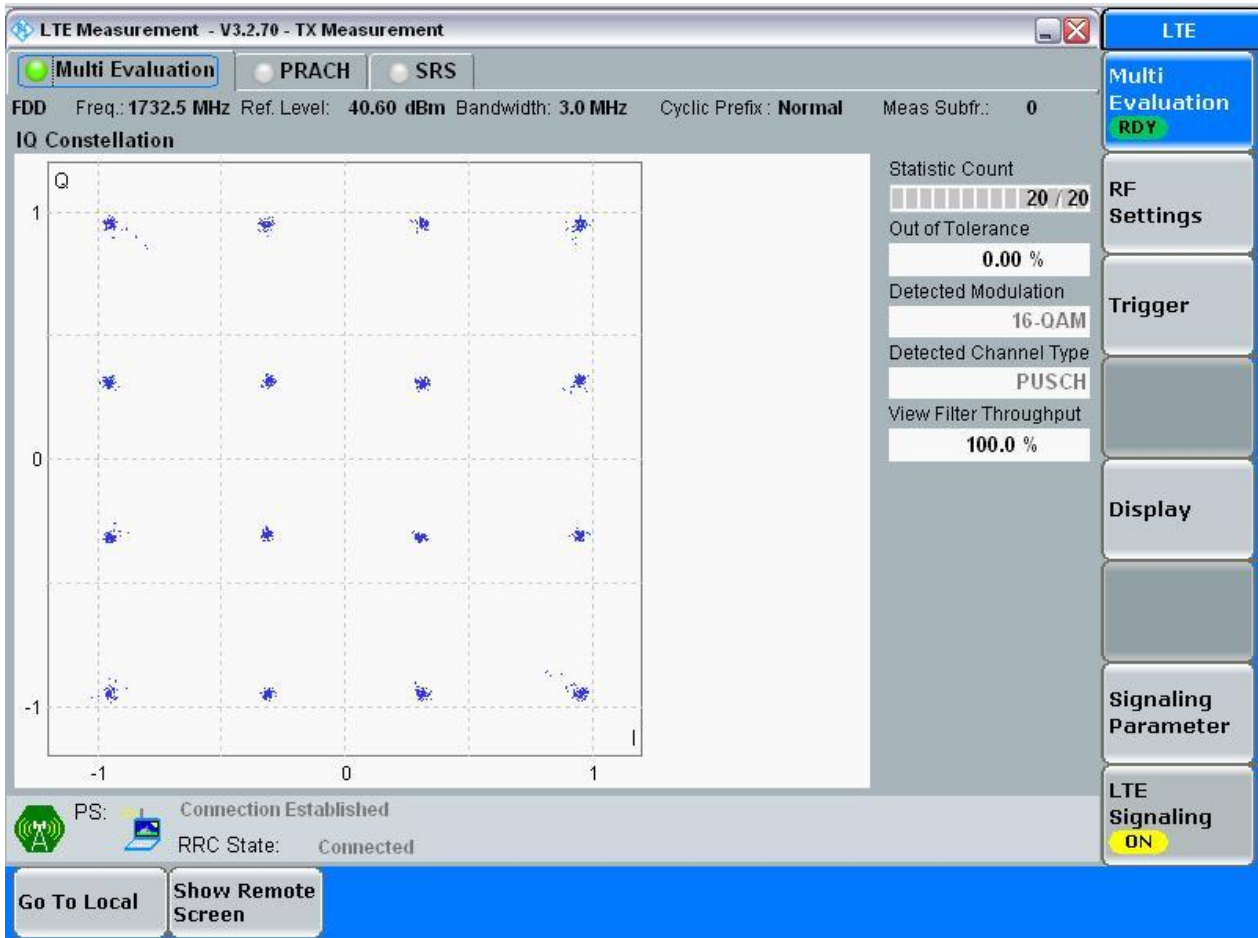 LTE Measurement - V3.2.70 - TX Measurement
LTE
Multi Evaluation PRACH SRS
FDD Freq.: 1732.5 MHz Ref. Level: 40.60 dBm Bandwidth: 3.0 MHz Cyclic Prefix : Normal Meas Subfr.: 0
IQ Constellation
Q
1
0
-1
-1 0 1
I
Statistic Count
20 / 20
Out of Tolerance
0.00 %
Detected Modulation
16-QAM
Detected Channel Type
PUSCH
View Filter Throughput
100.0 %
Multi
Evaluation
RDY
RF
Settings
Trigger
Display
Signaling
Parameter
LTE
Signaling
ON
PS: Connection Established
RRC State: Connected
Go To Local
Show Remote
Screen